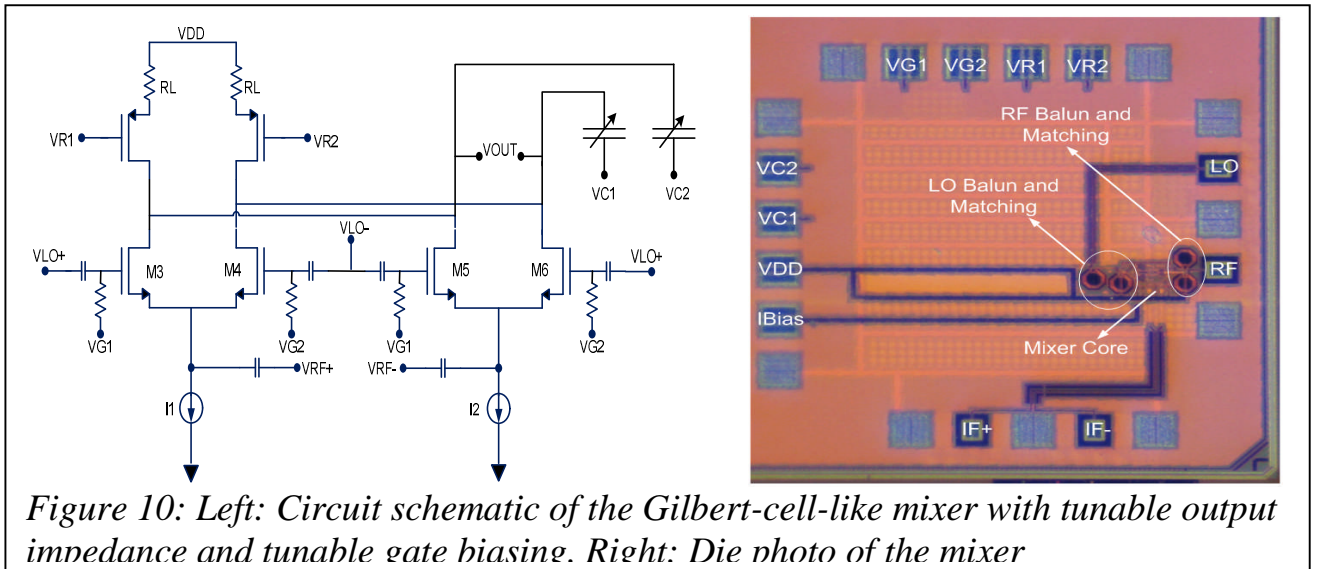 VDD
RL
RL
VR1
VR2
VOUT
VC1
VC2
VLO-
VLO+
M3
M4
M5
M6
VLO+
VG1
VG2
VG1
VG2
VRF+
VRF-
I1
I2
VG1
VG2
VR1
VR2
RF Balun and
Matching
VC2
LO
LO Balun and
Matching
VC1
VDD
RF
IBias
Mixer Core
IF+
IF-
Figure 10: Left: Circuit schematic of the Gilbert-cell-like mixer with tunable output
impedance and tunable gate biasing. Right: Die photo of the mixer